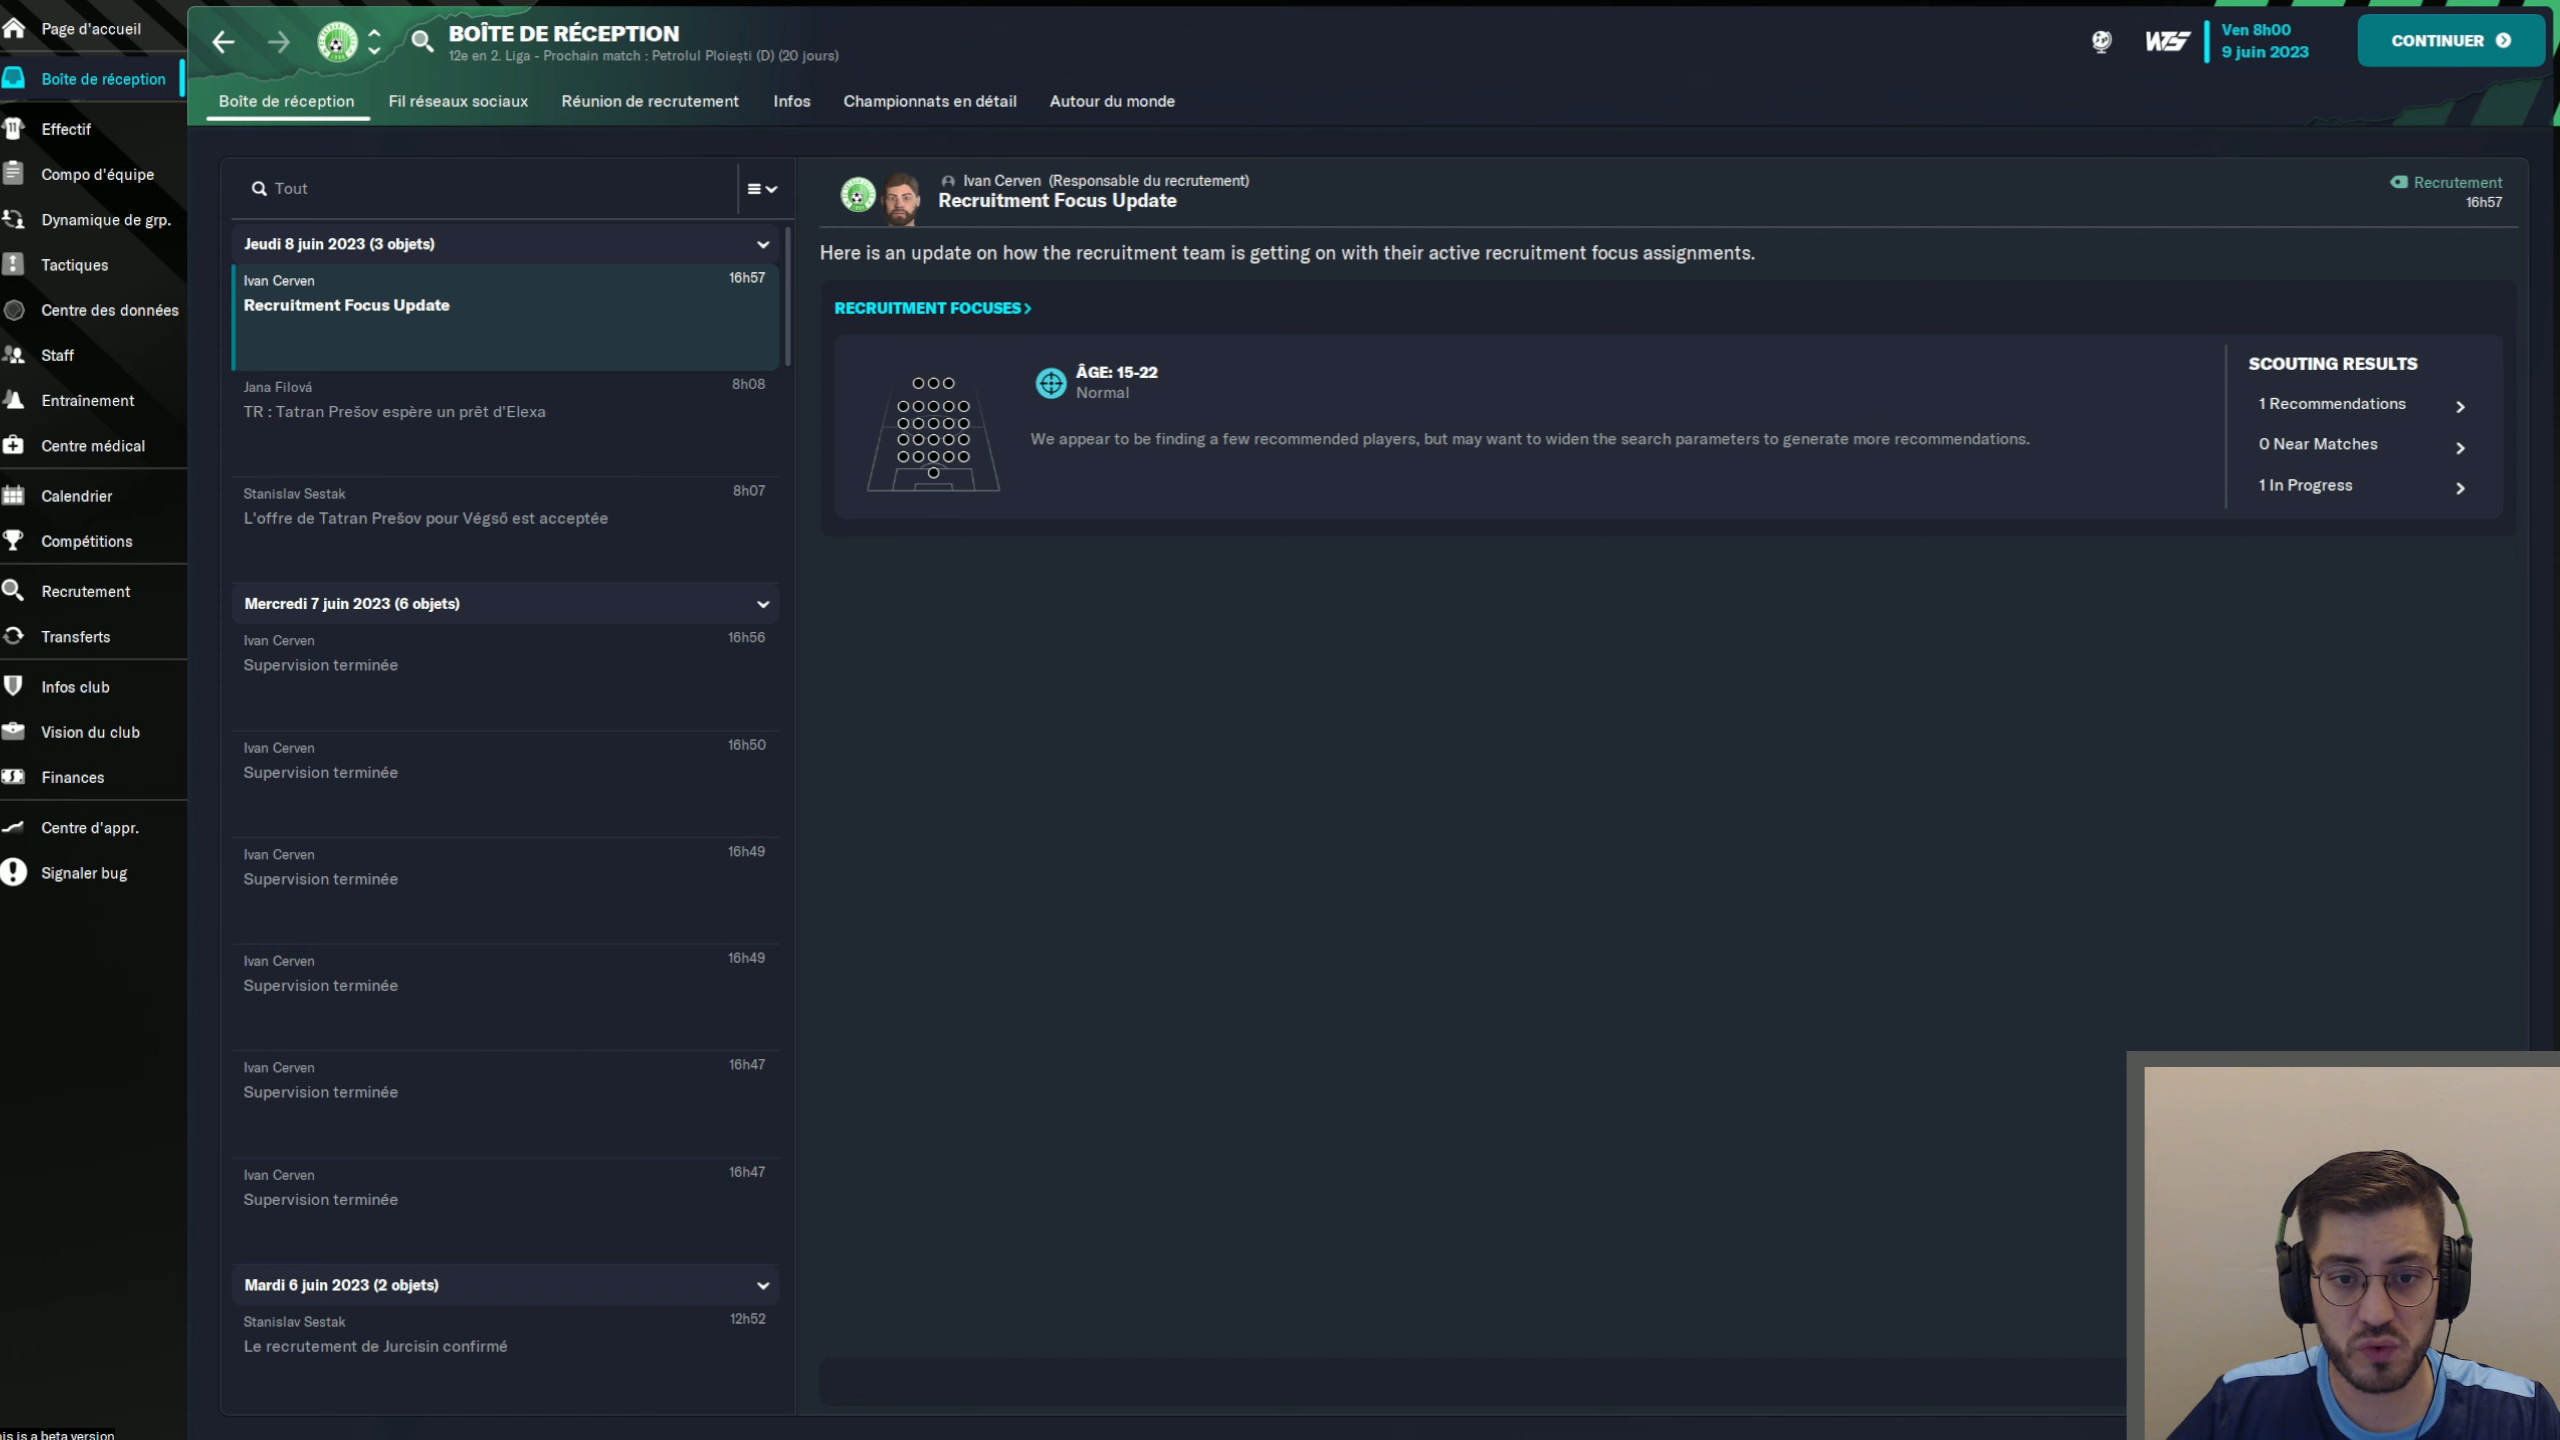 Page d'accueil
Boîte de réception
Effectif
Compo d'équipe
Dynamique de grp.
Tactiques
Centre des données
Staff
Entraînement
Centre médical
Calendrier
Compétitions
Recrutement
Transferts
Infos club
Vision du club
Finances
Centre d'appr.
Signaler bug
is is a beta version
BOÎTE DE RÉCEPTION
12e en 2. Liga - Prochain match : Petrolul Ploiești (D) (20 jours)
Ven 8h00
9 juin 2023
CONTINUER
Boîte de réception
Fil réseaux sociaux
Réunion de recrutement
Infos
Championnats en détail
Autour du monde
Tout
Jeudi 8 juin 2023 (3 objets)
Ivan Cerven 16h57
Recruitment Focus Update
Jana Filová 8h08
TR : Tatran Prešov espère un prêt d'Elexa
Stanislav Sestak 8h07
L'offre de Tatran Prešov pour Végső est acceptée
Mercredi 7 juin 2023 (6 objets)
Ivan Cerven 16h56
Supervision terminée
Ivan Cerven 16h50
Supervision terminée
Ivan Cerven 16h49
Supervision terminée
Ivan Cerven 16h49
Supervision terminée
Ivan Cerven 16h47
Supervision terminée
Ivan Cerven 16h47
Supervision terminée
Mardi 6 juin 2023 (2 objets)
Stanislav Sestak 12h52
Le recrutement de Jurcisin confirmé
Ivan Cerven (Responsable du recrutement)
Recruitment Focus Update
Recrutement
16h57
Here is an update on how the recruitment team is getting on with their active recruitment focus assignments.
RECRUITMENT FOCUSES
ÂGE: 15-22
Normal
We appear to be finding a few recommended players, but may want to widen the search parameters to generate more recommendations.
SCOUTING RESULTS
1 Recommendations
0 Near Matches
1 In Progress